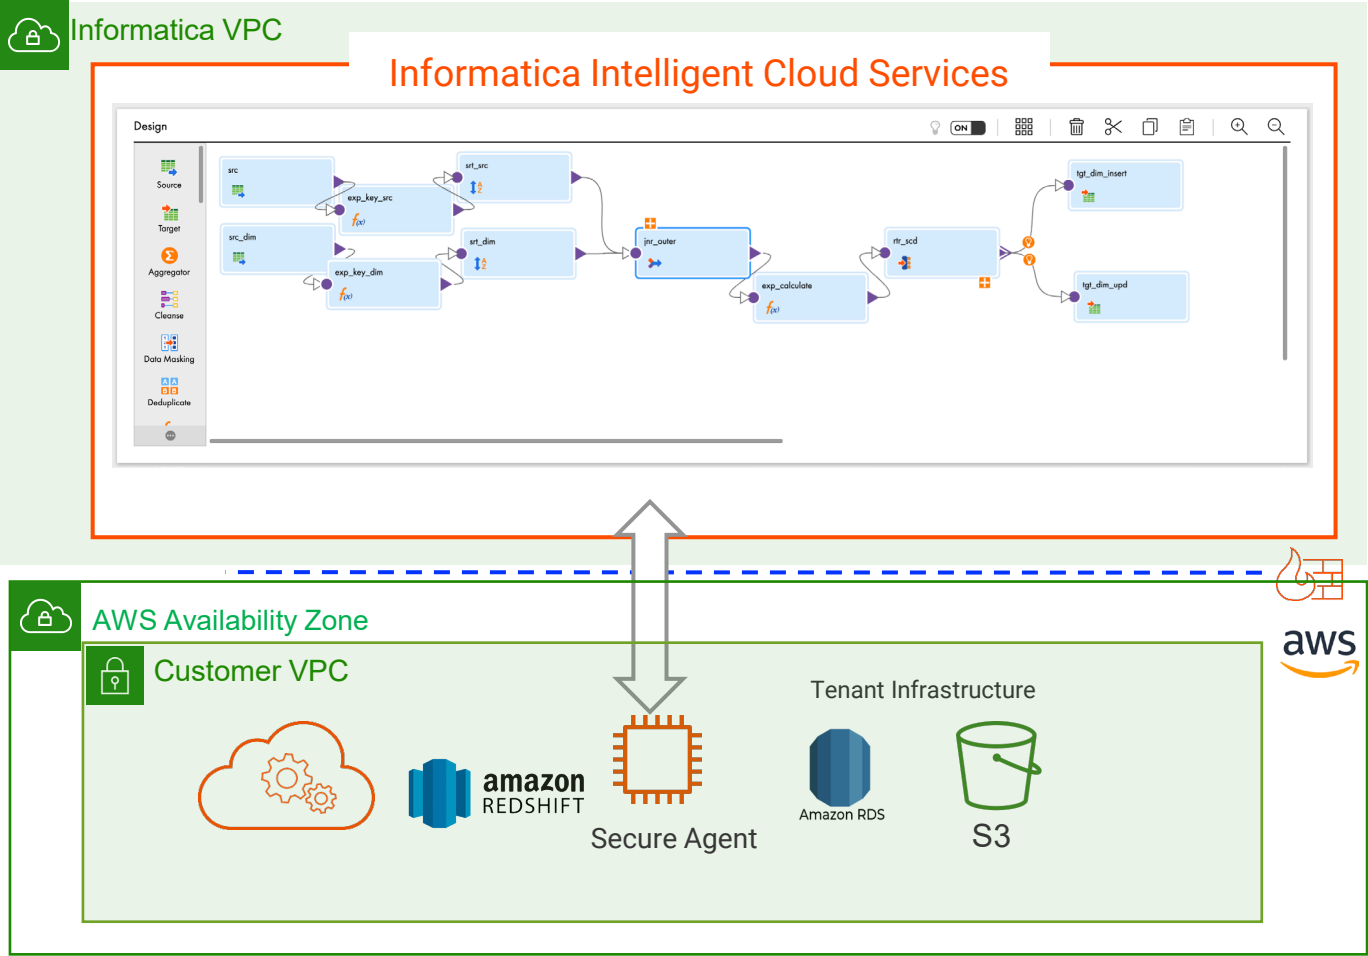 Informatica VPC
Informatica Intelligent Cloud Services
Design
ON
Source
Target
Aggregator
Cleanse
Data Masking
Deduplicate
src
exp_key_src
srt_src
src_dim
exp_key_dim
srt_dim
jnr_outer
exp_calculate
rtr_scd
tgt_dim_insert
tgt_dim_upd
AWS Availability Zone
aws
Customer VPC
Tenant Infrastructure
amazon
REDSHIFT
Secure Agent
Amazon RDS
S3